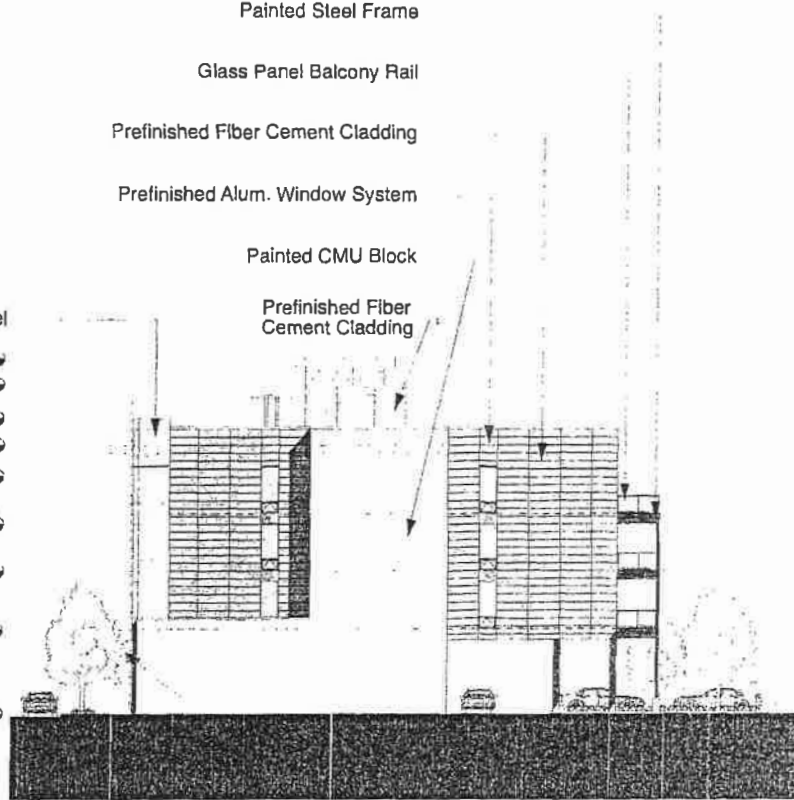 Painted Steel Frame
Glass Panel Balcony Rail
Prefinished Fiber Cement Cladding
Prefinished Alum. Window System
Painted CMU Block
Prefinished Fiber
Cement Cladding
el